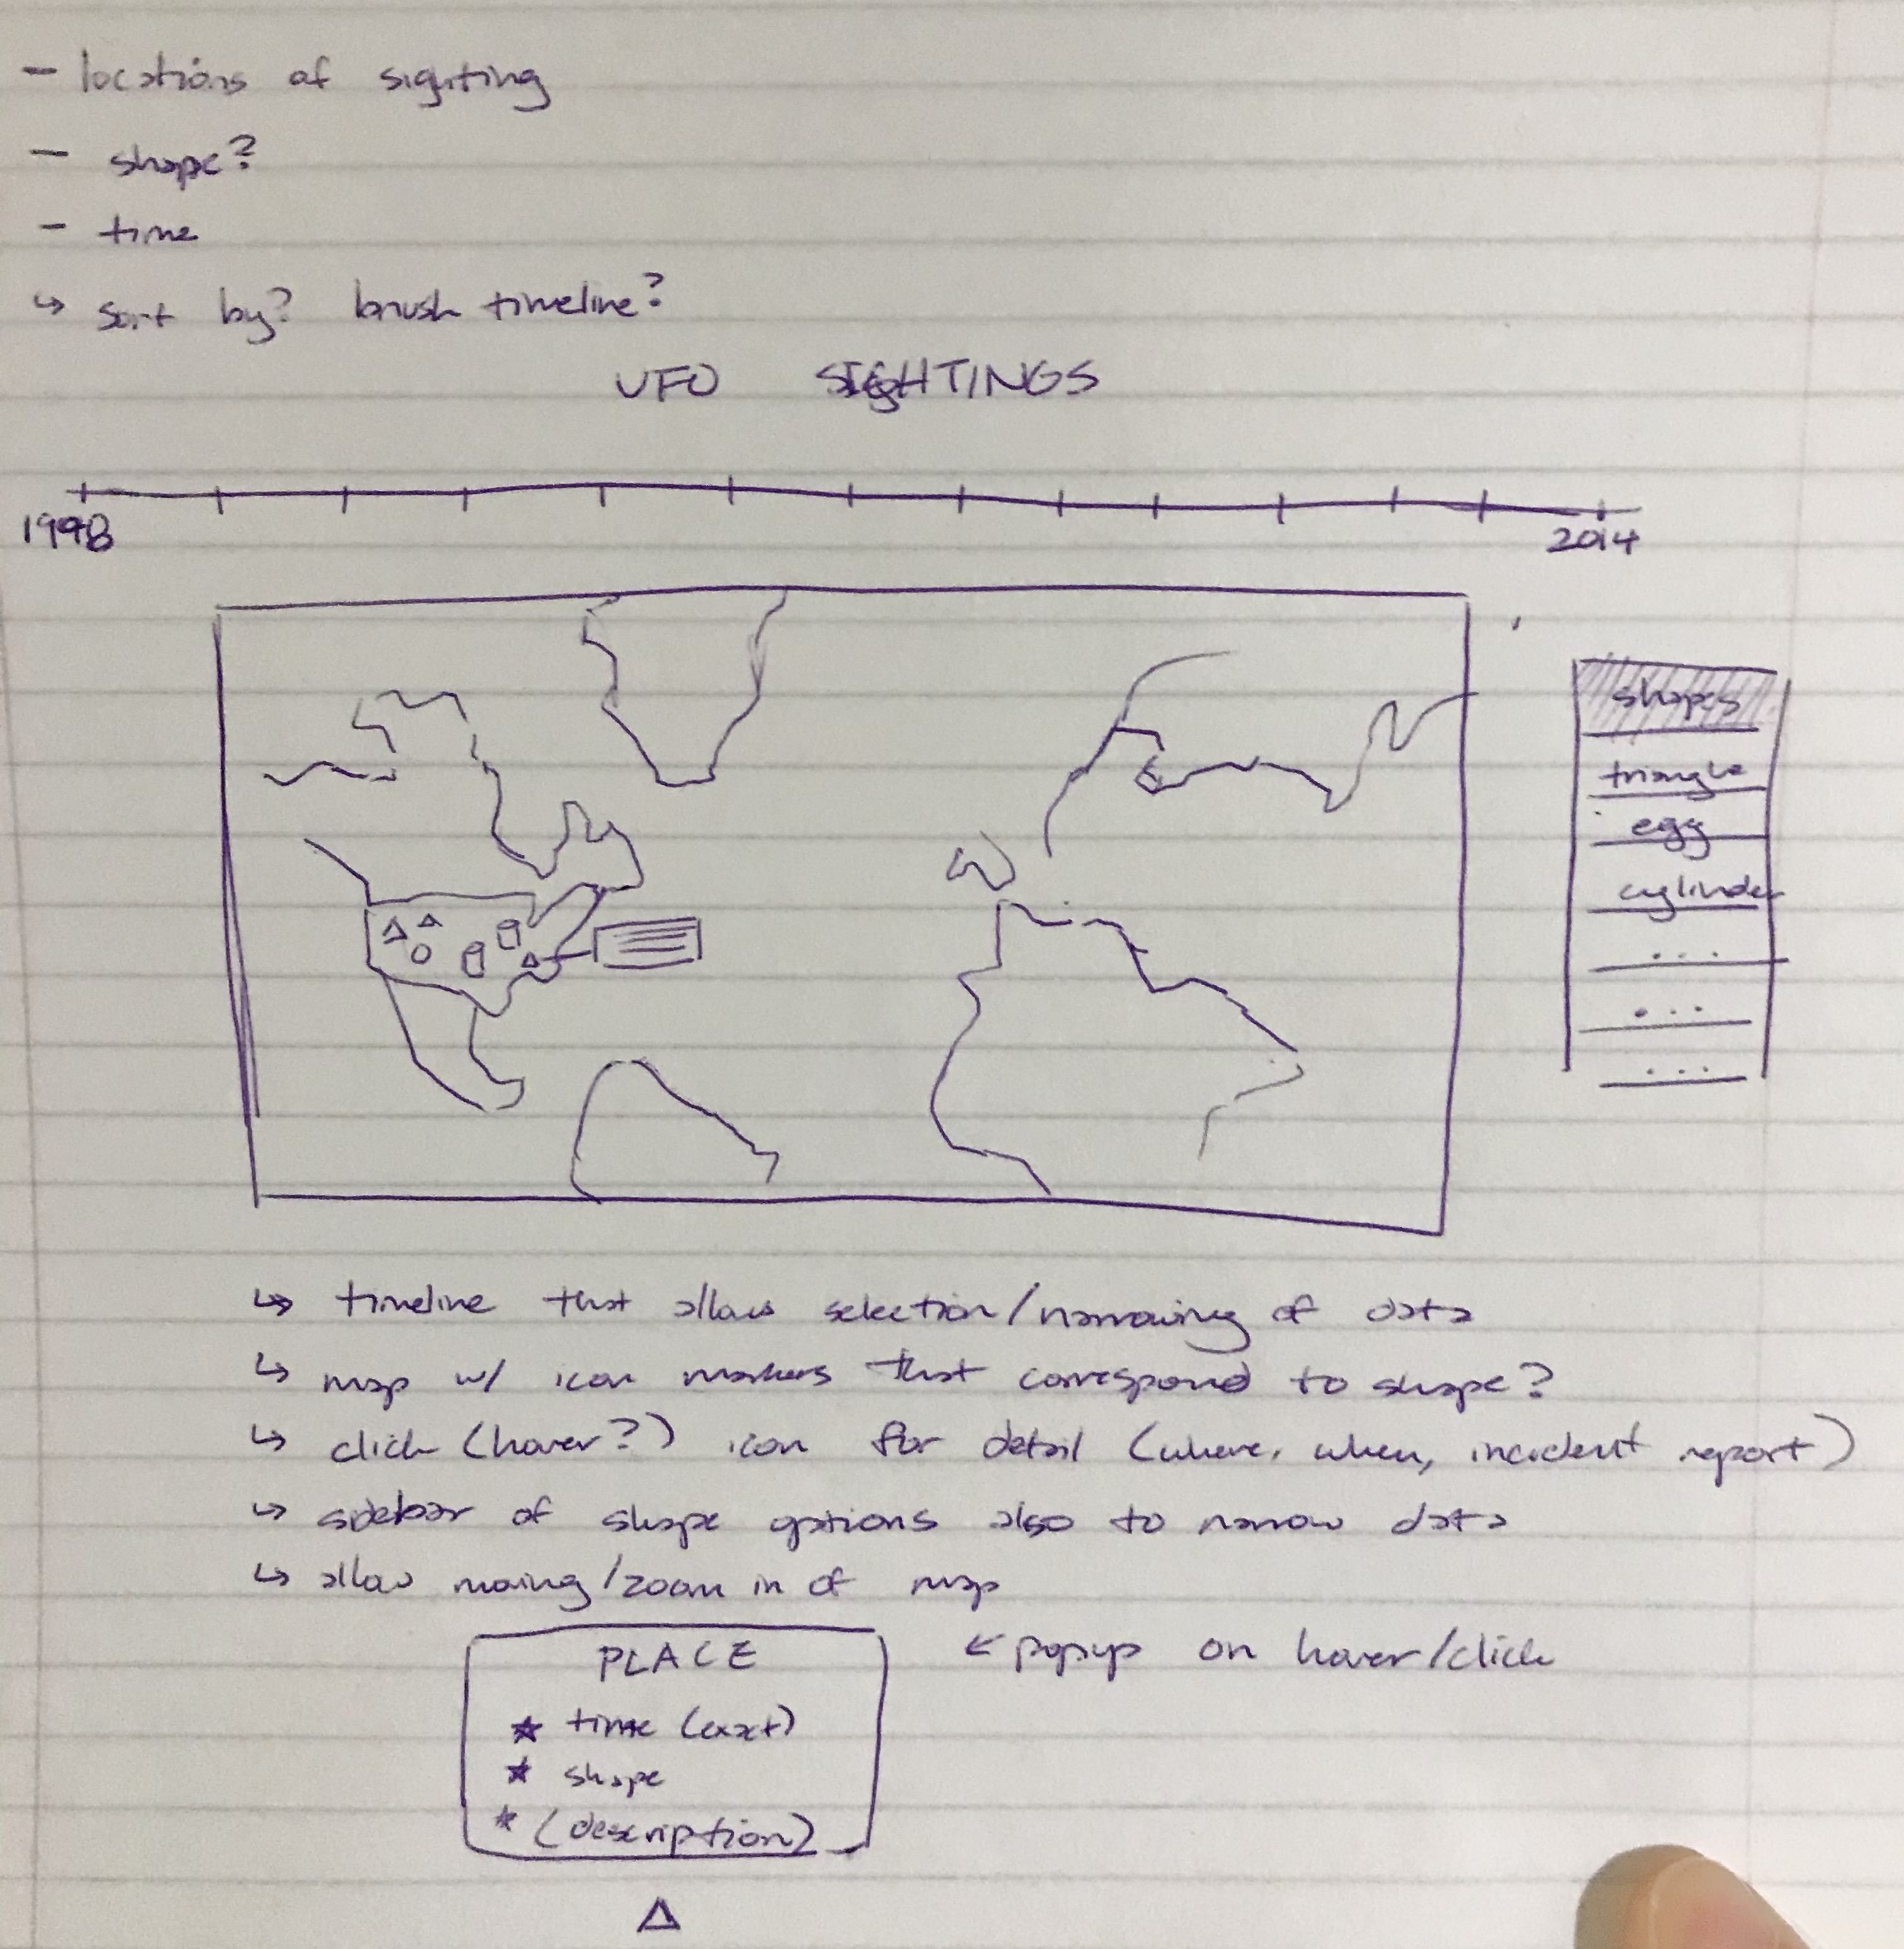 - locations of sighting
- shape?
- time
↳ sort by? brush timeline?
UFO SIGHTINGS
1998
2014
shapes
triangle
egg
cylinder
...
...
...
↳ timeline that allows selection/narrowing of data
↳ map w/ icon markers that correspond to shape?
↳ click (hover?) icon for detail (where, when, incident report)
↳ sidebar of shape options also to narrow data
↳ allow moving/zoom in of map
PLACE
← popup on hover/click
★ time (exact)
★ shape
* (description)